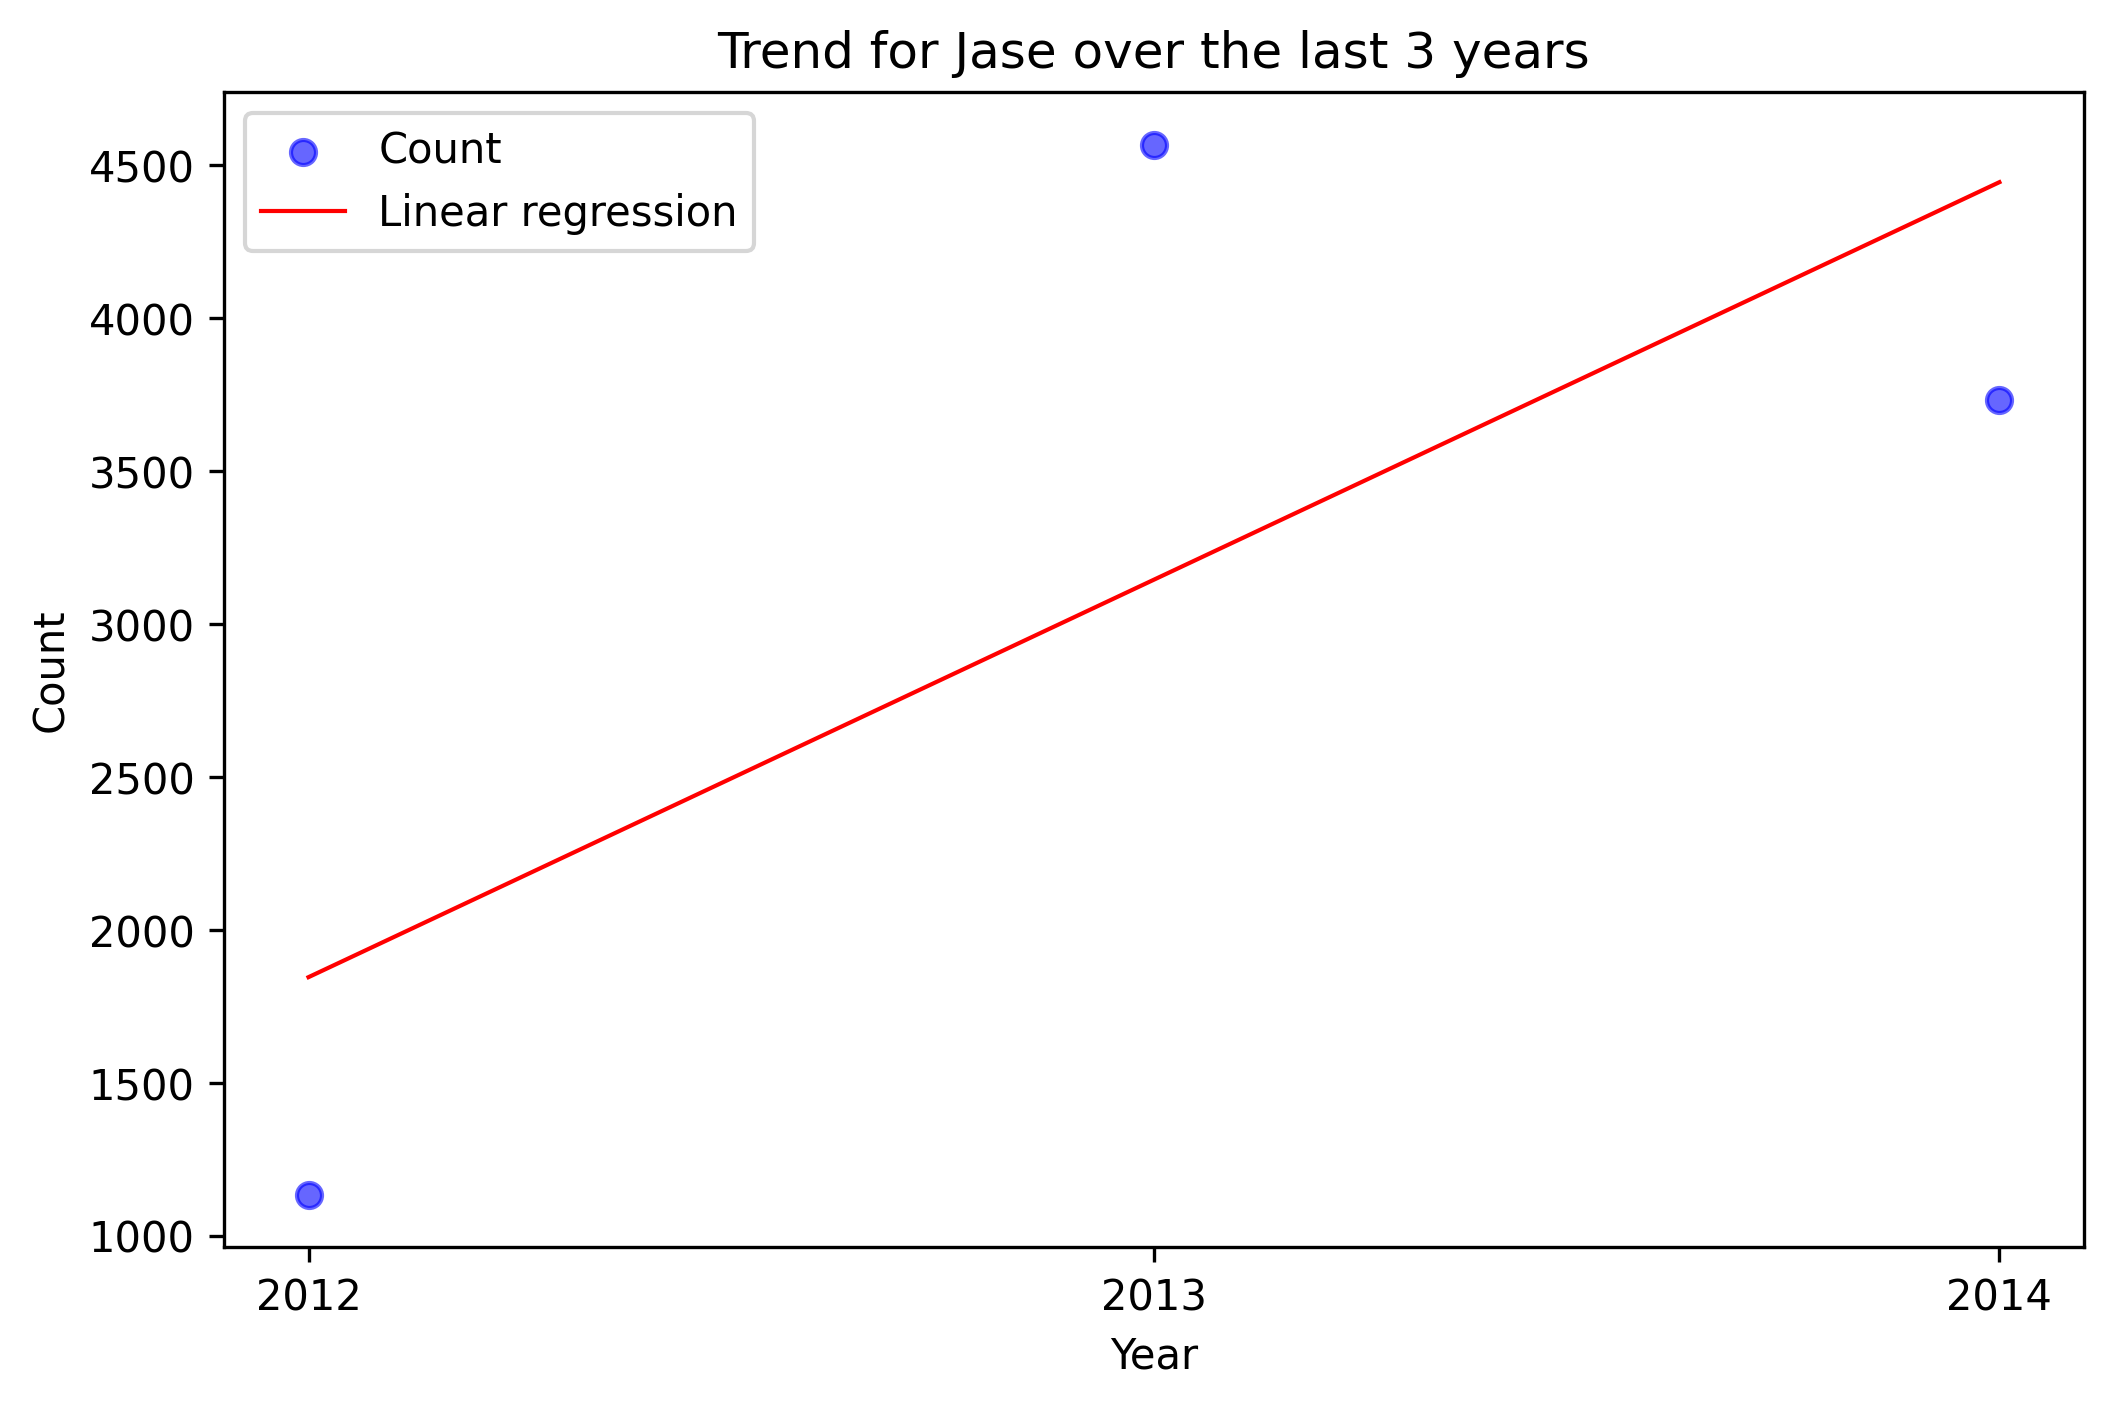 Trend for Jase over the last 3 years
Count
Linear regression
4500
4000
3500
3000
2500
2000
1500
1000
Count
2012
2013
2014
Year